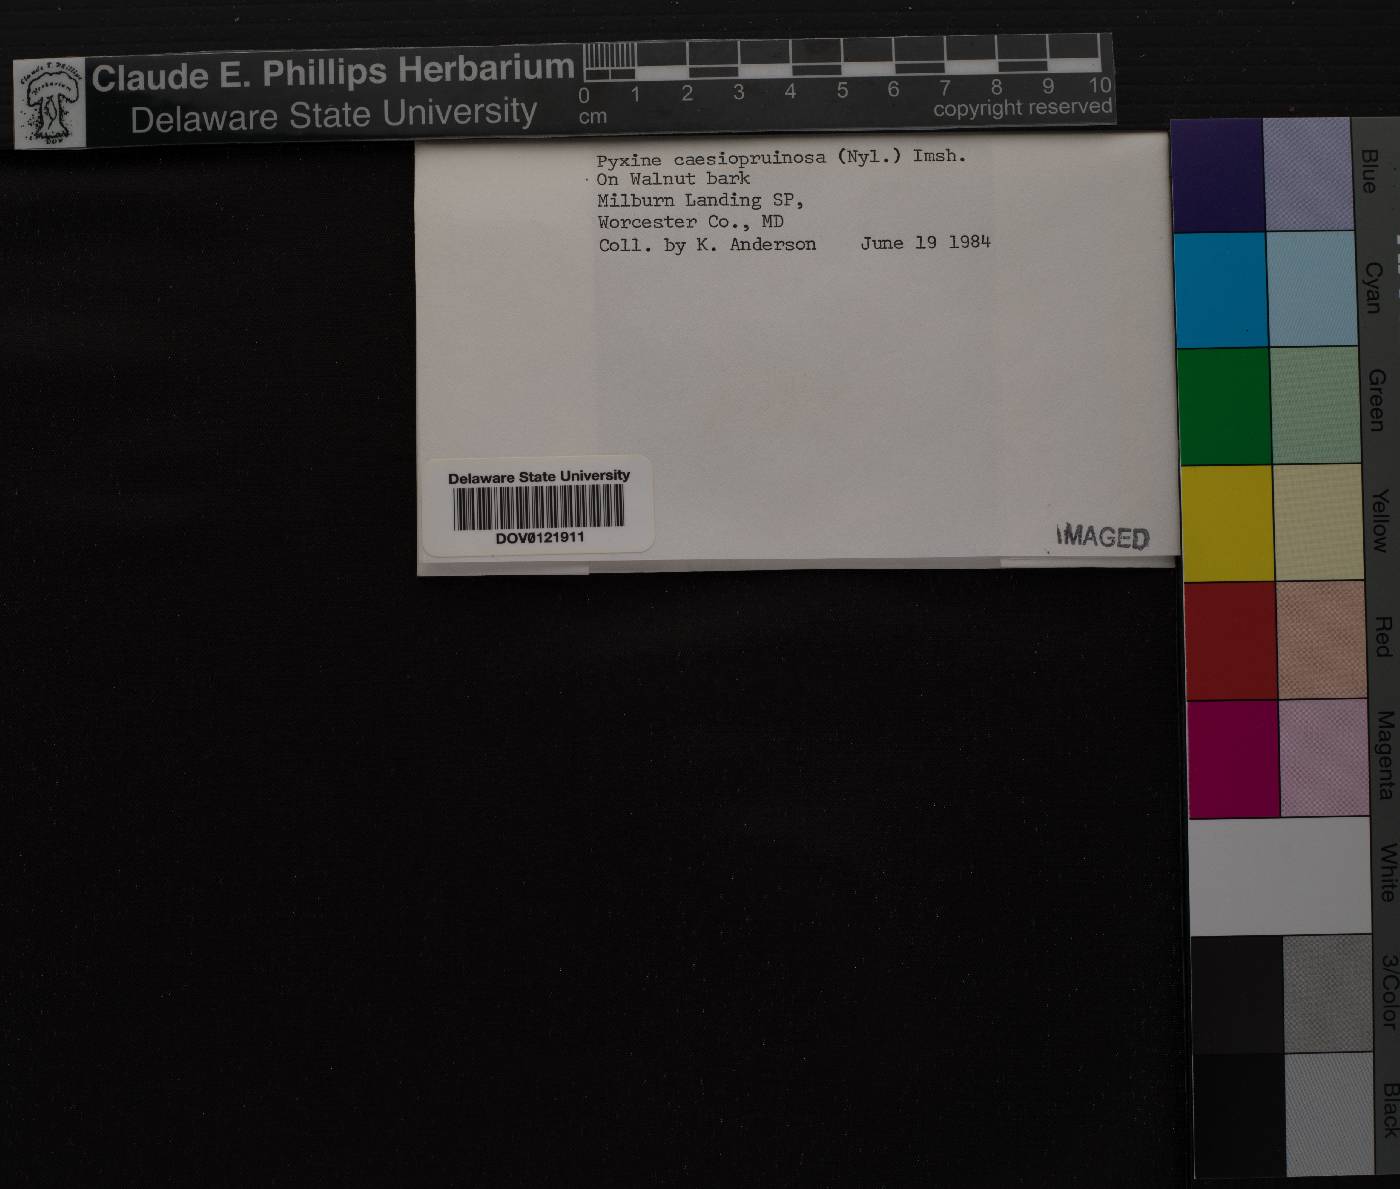 Claude E. Phillips Herbarium
Delaware State University
0 1 2 3 4 5 6 7 8 9 10
cm
copyright reserved
Pyxine caesiopruinosa (Nyl.) Imsh.
On Walnut bark
Milburn Landing SP,
Worcester Co., MD
Coll. by K. Anderson June 19 1984
Delaware State University
DOV0121911
IMAGED
Blue
Cyan
Green
Yellow
Red
Magenta
White
3/Color
Black